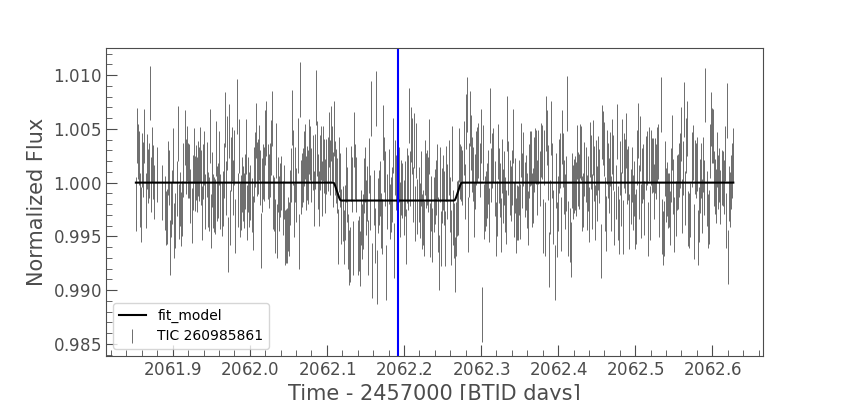 1.010
1.005
1.000
0.995
0.990
0.985
Normalized Flux
fit_model
TIC 260985861
2061.9 2062.0 2062.1 2062.2 2062.3 2062.4 2062.5 2062.6
Time - 2457000 [BTJD days]